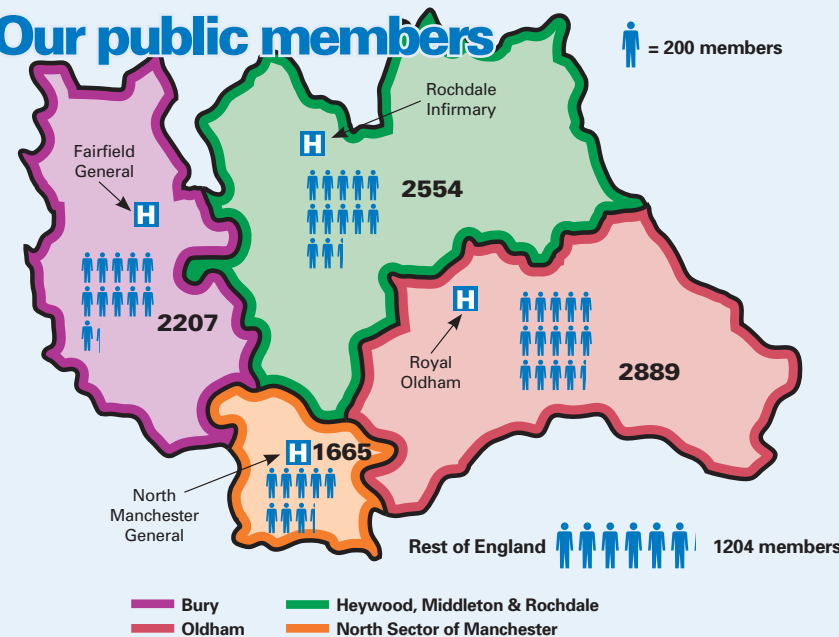 Our public members
= 200 members
Rochdale
Infirmary
H
Fairfield
General
H
2554
2207
H
Royal
Oldham
2889
H 1665
North
Manchester
General
Rest of England 1204 members
Bury Heywood, Middleton & Rochdale
Oldham North Sector of Manchester